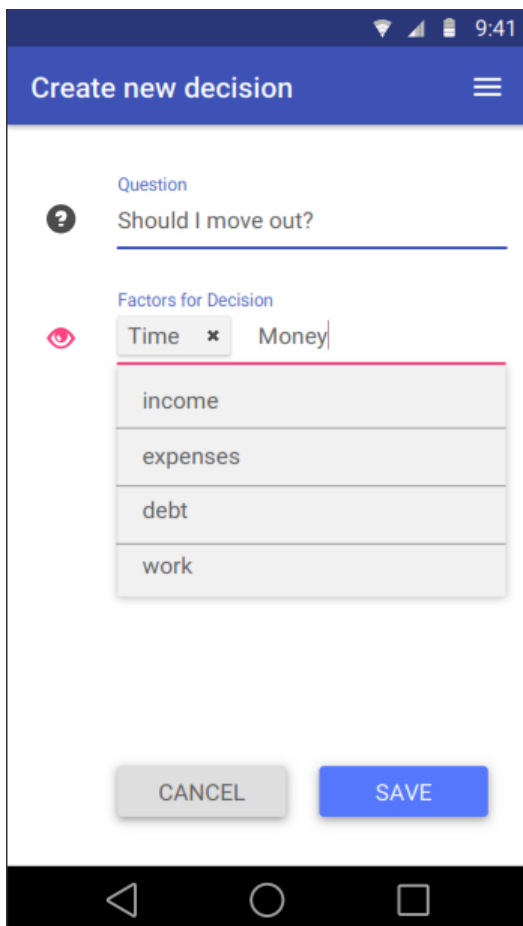 9:41
Create new decision
Question
Should I move out?
Factors for Decision
Time Money
income
expenses
debt
work
CANCEL SAVE